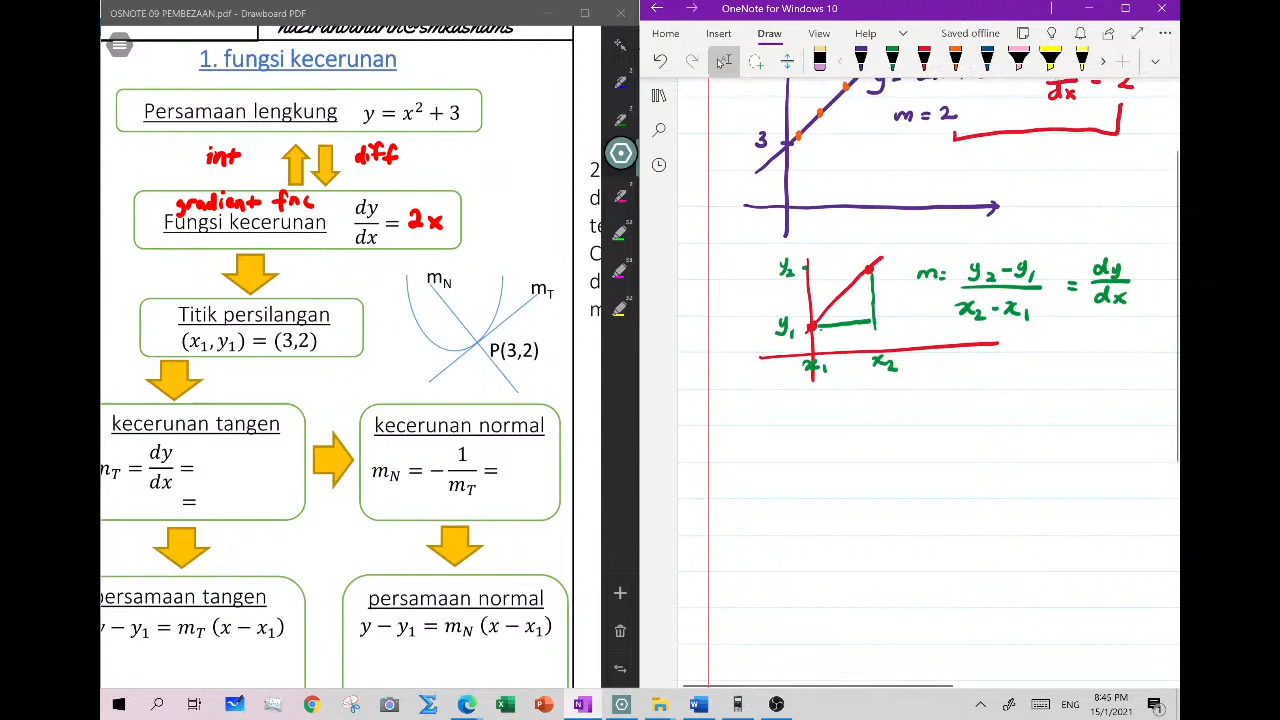 OSNOTE 09 PEMBEZAAN.pdf - Drawboard PDF
nazirahbaharin@smkashams
1. fungsi kecerunan
Persamaan lengkung y = x² + 3
int diff
gradient fnc
Fungsi kecerunan dy/dx = 2x
Titik persilangan
(x₁, y₁) = (3,2)
m_N
m_T
P(3,2)
kecerunan tangen
m_T = dy/dx =
=
kecerunan normal
m_N = − 1/m_T =
persamaan tangen
y − y₁ = m_T (x − x₁)
persamaan normal
y − y₁ = m_N (x − x₁)
OneNote for Windows 10
Home Insert Draw View Saved offline
dx = 2
m = 2
3
y₂
y₁
x₁ x₂
m = y₂ − y₁ / x₂ − x₁ = dy/dx
ENG
8:45 PM
15/1/2021